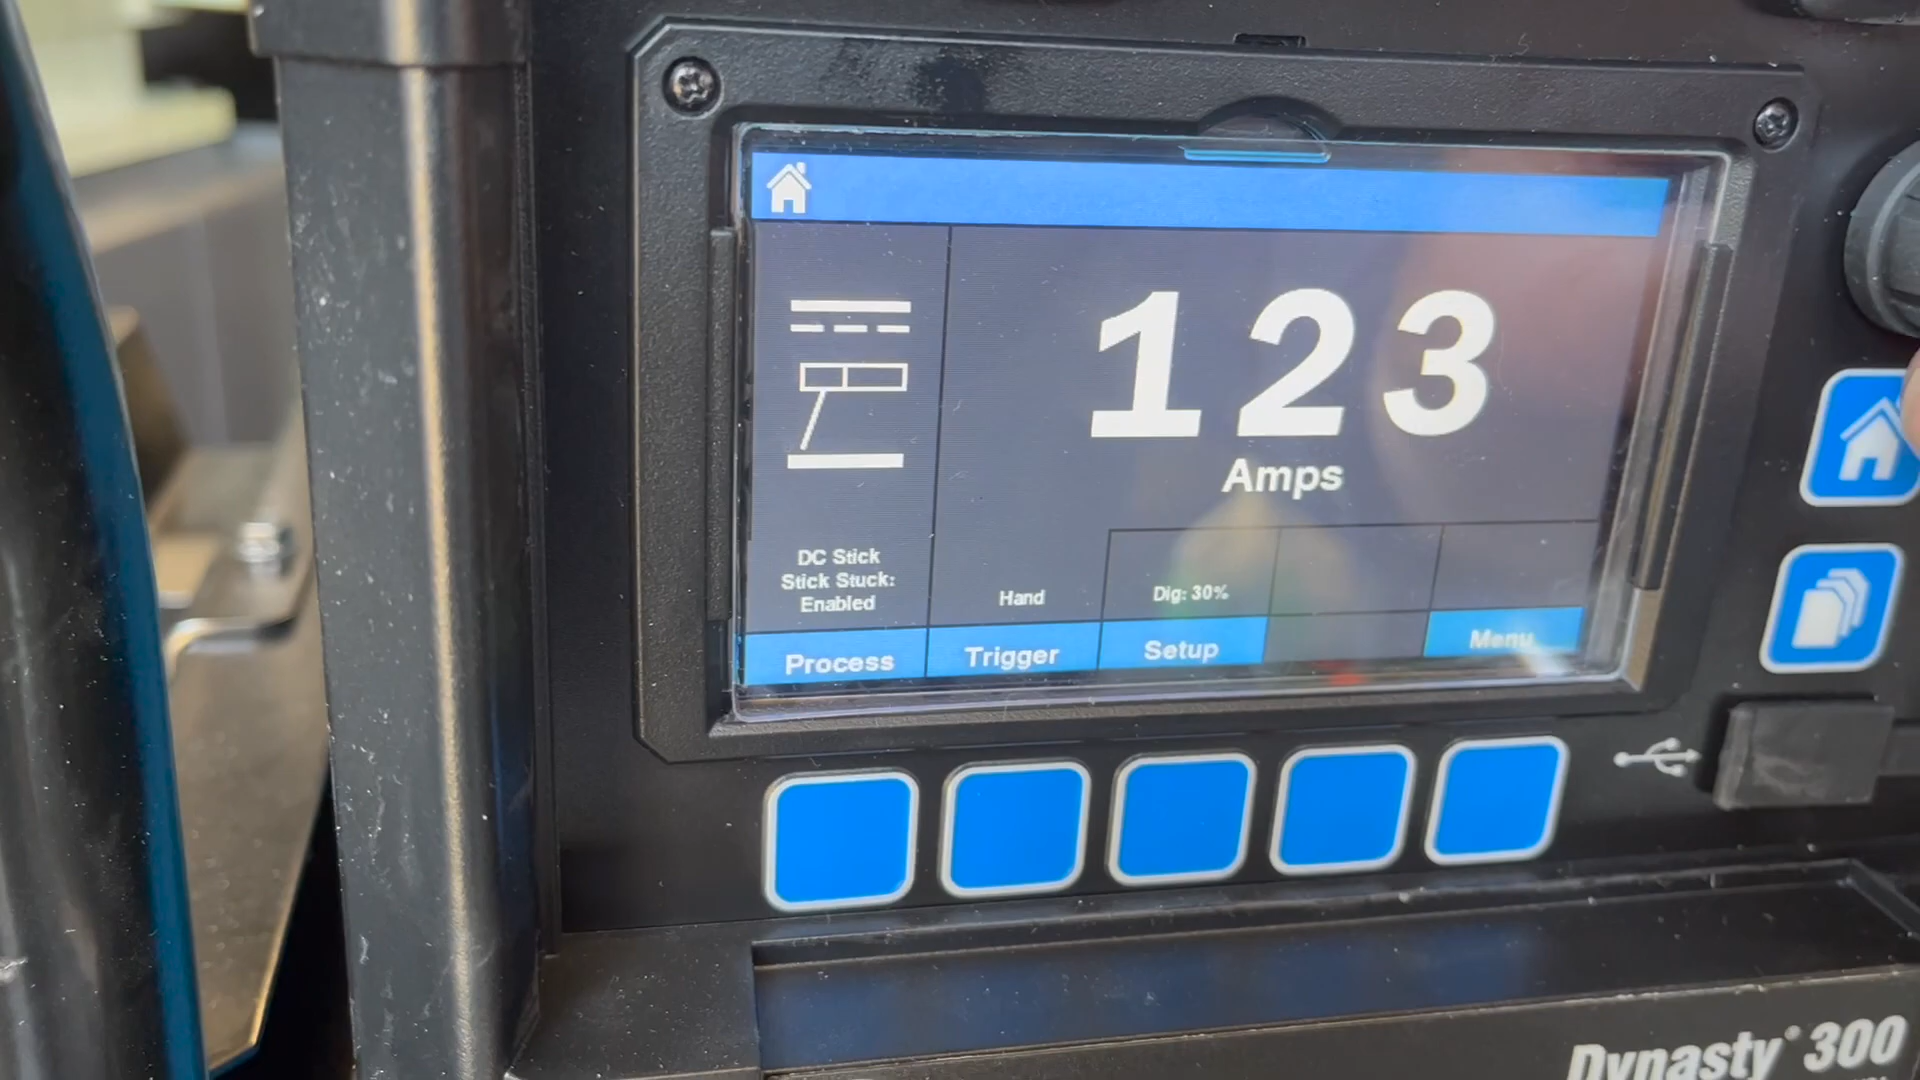 123
Amps
DC Stick
Stick Stuck:
Enabled
Hand
Dig: 30%
Process
Trigger
Setup
Menu
Dynasty® 300